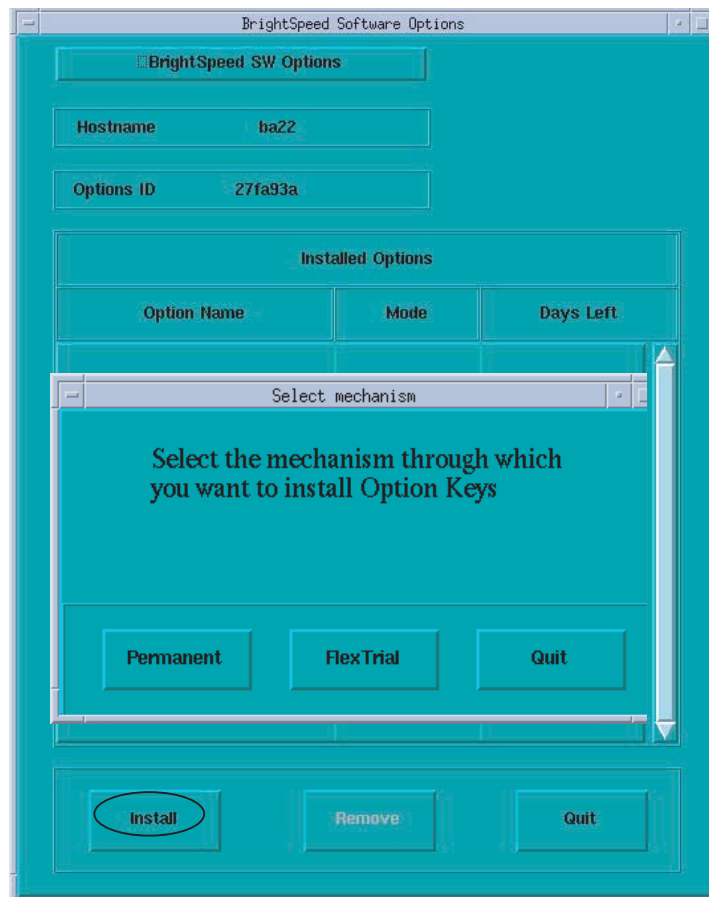 BrightSpeed Software Options
BrightSpeed SW Options
Hostname ba22
Options ID 27fa93a
Installed Options
Option Name Mode Days Left
Select mechanism
Select the mechanism through which
you want to install Option Keys
Permanent FlexTrial Quit
Install Remove Quit